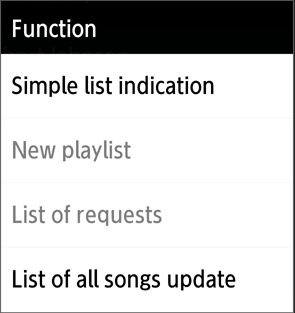 Function
Simple list indication
New playlist
List of requests
List of all songs update